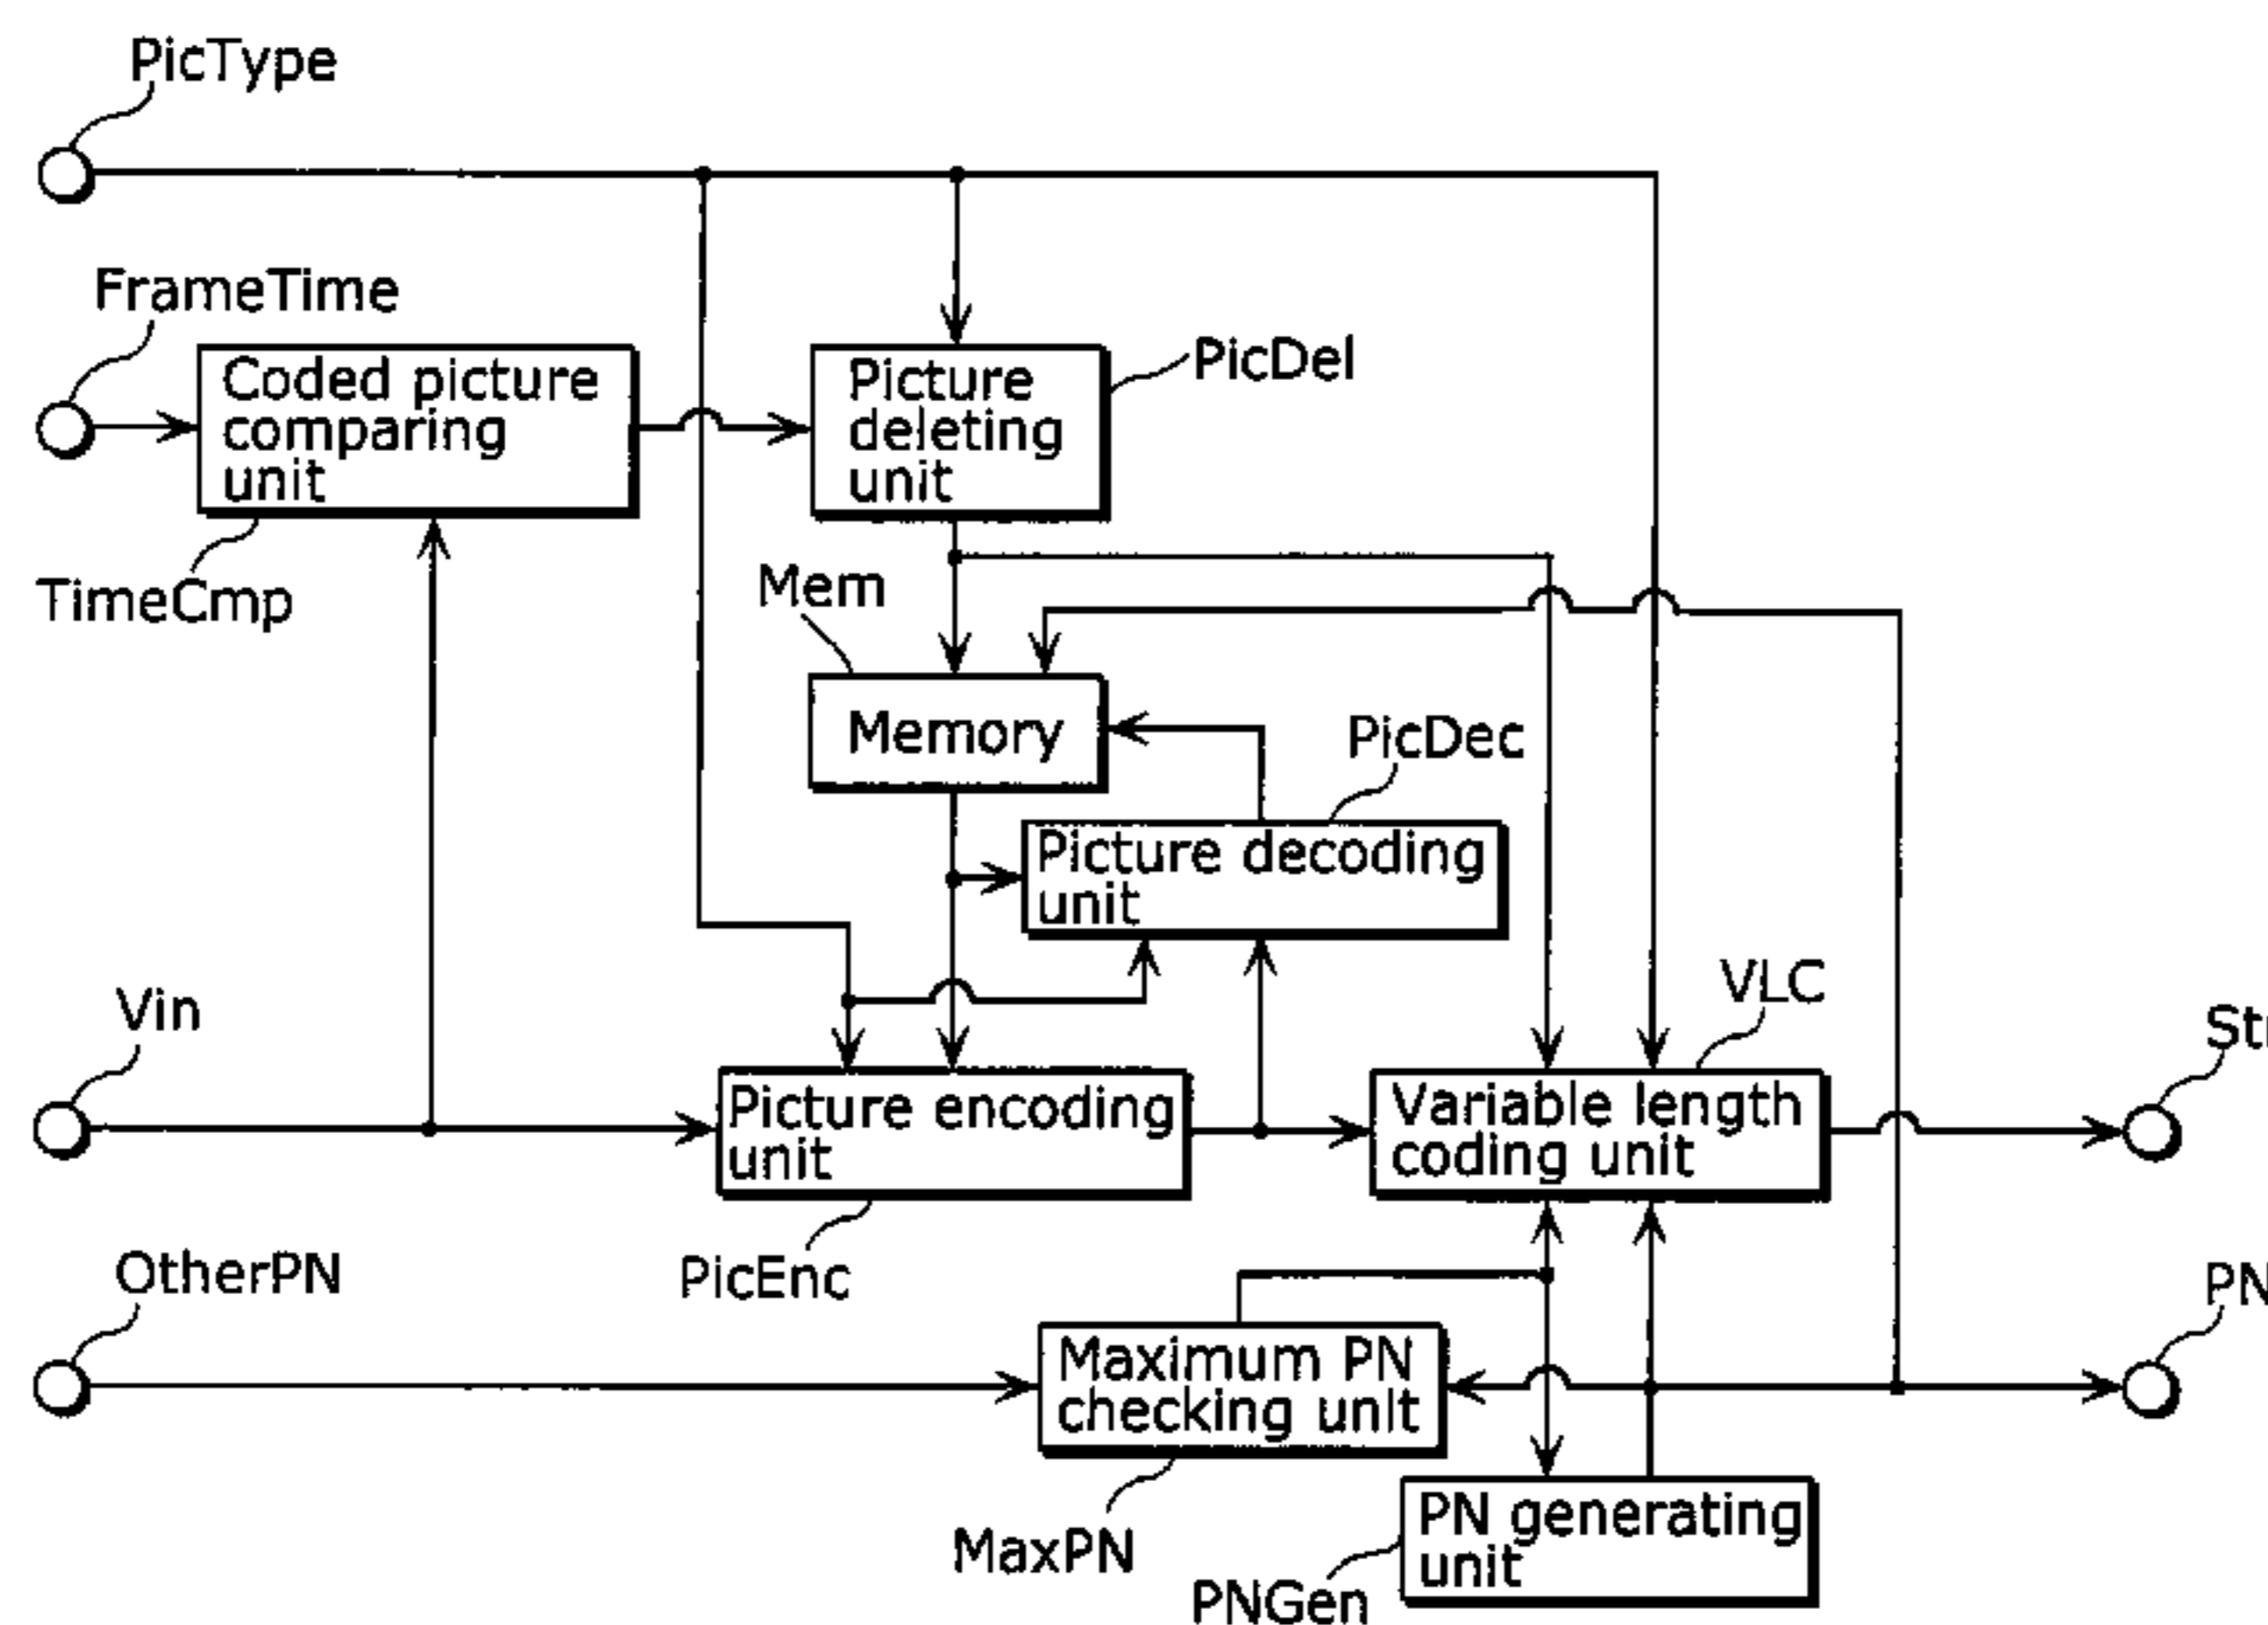 PicType
FrameTime
Coded picture
comparing
unit
Picture
deleting
unit
PicDel
TimeCmp
Mem
Memory
PicDec
Picture decoding
unit
Vin
VLC
Picture encoding
unit
Variable length
coding unit
OtherPN
PicEnc
PN
Maximum PN
checking unit
MaxPN
PN generating
unit
PNGen